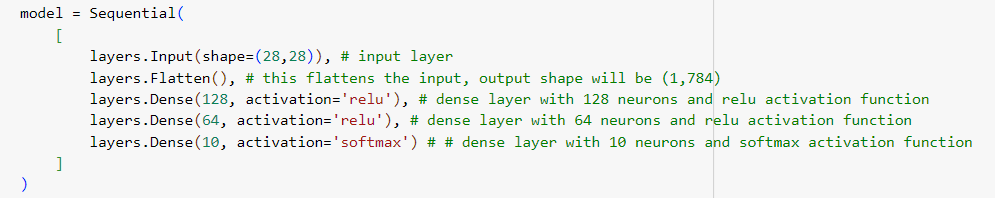 model = Sequential(
    [
        layers.Input(shape=(28,28)), # input layer
        layers.Flatten(), # this flattens the input, output shape will be (1,784)
        layers.Dense(128, activation='relu'), # dense layer with 128 neurons and relu activation function
        layers.Dense(64, activation='relu'), # dense layer with 64 neurons and relu activation function
        layers.Dense(10, activation='softmax') # # dense layer with 10 neurons and softmax activation function
    ]
)